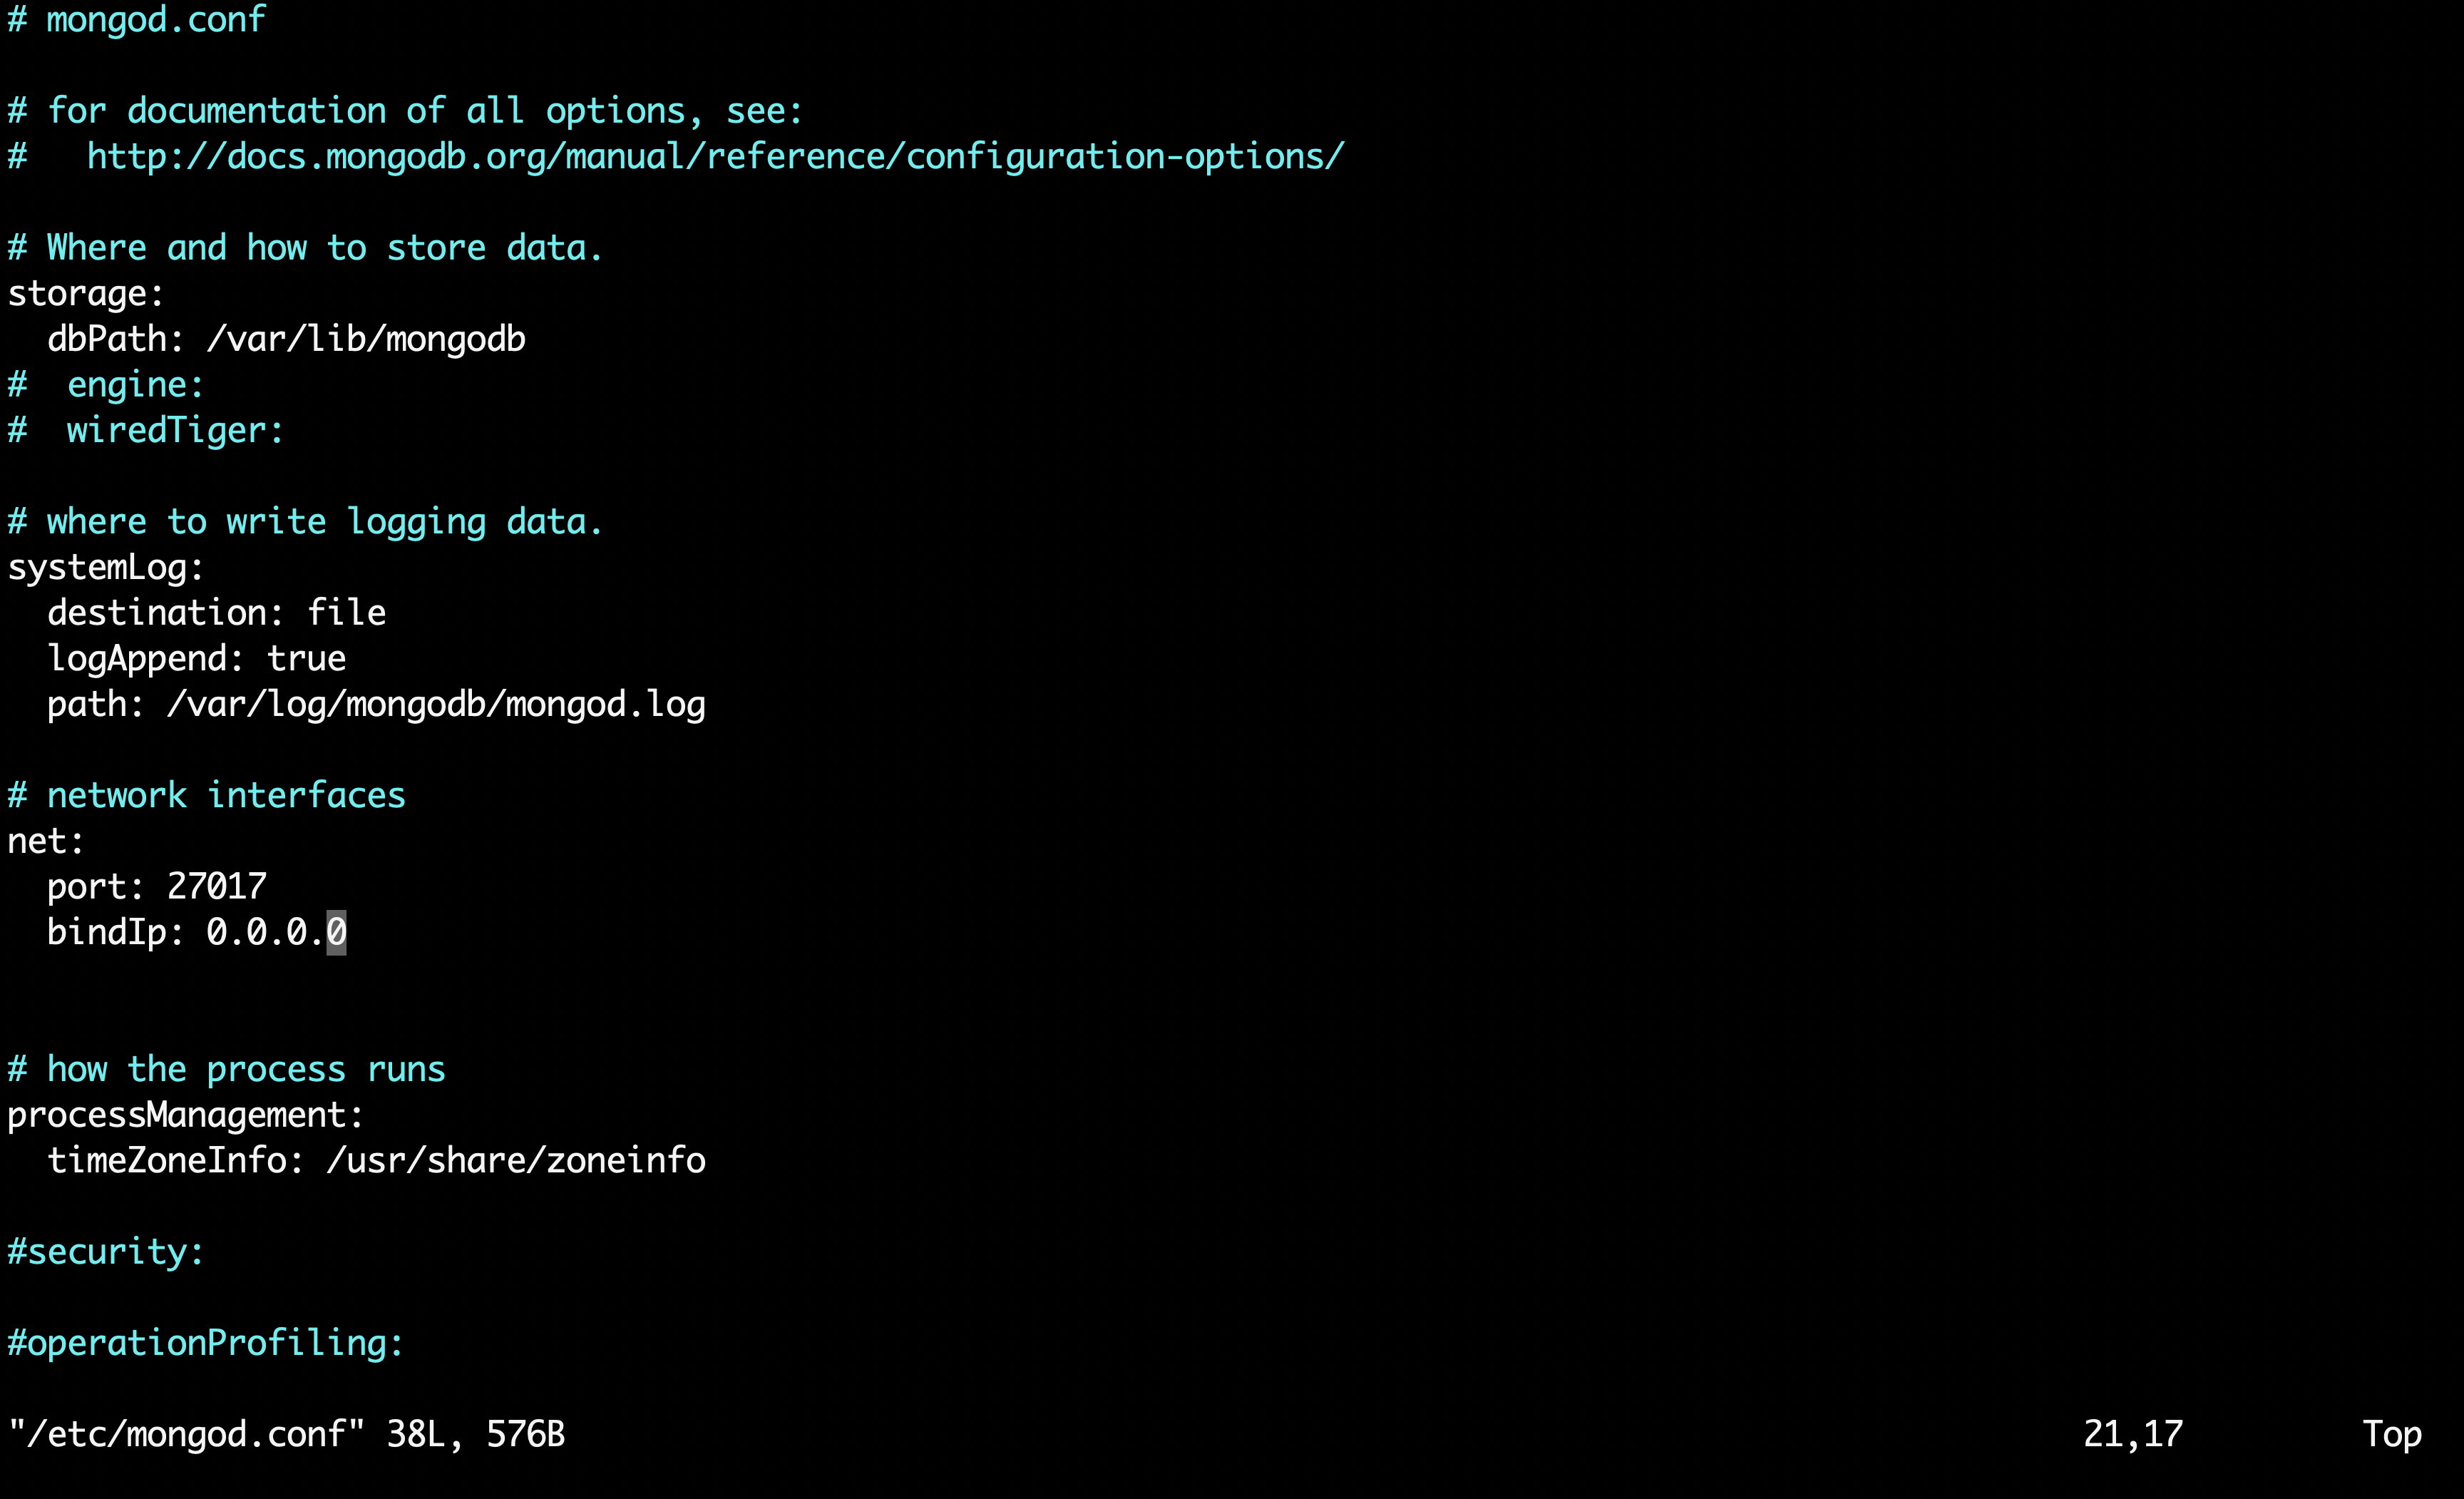 # mongod.conf
# for documentation of all options, see:
#   http://docs.mongodb.org/manual/reference/configuration-options/
# Where and how to store data.
storage:
  dbPath: /var/lib/mongodb
#  engine:
#  wiredTiger:
# where to write logging data.
systemLog:
  destination: file
  logAppend: true
  path: /var/log/mongodb/mongod.log
# network interfaces
net:
  port: 27017
  bindIp: 0.0.0.0
# how the process runs
processManagement:
  timeZoneInfo: /usr/share/zoneinfo
#security:
#operationProfiling:
"/etc/mongod.conf" 38L, 576B 21,17 Top